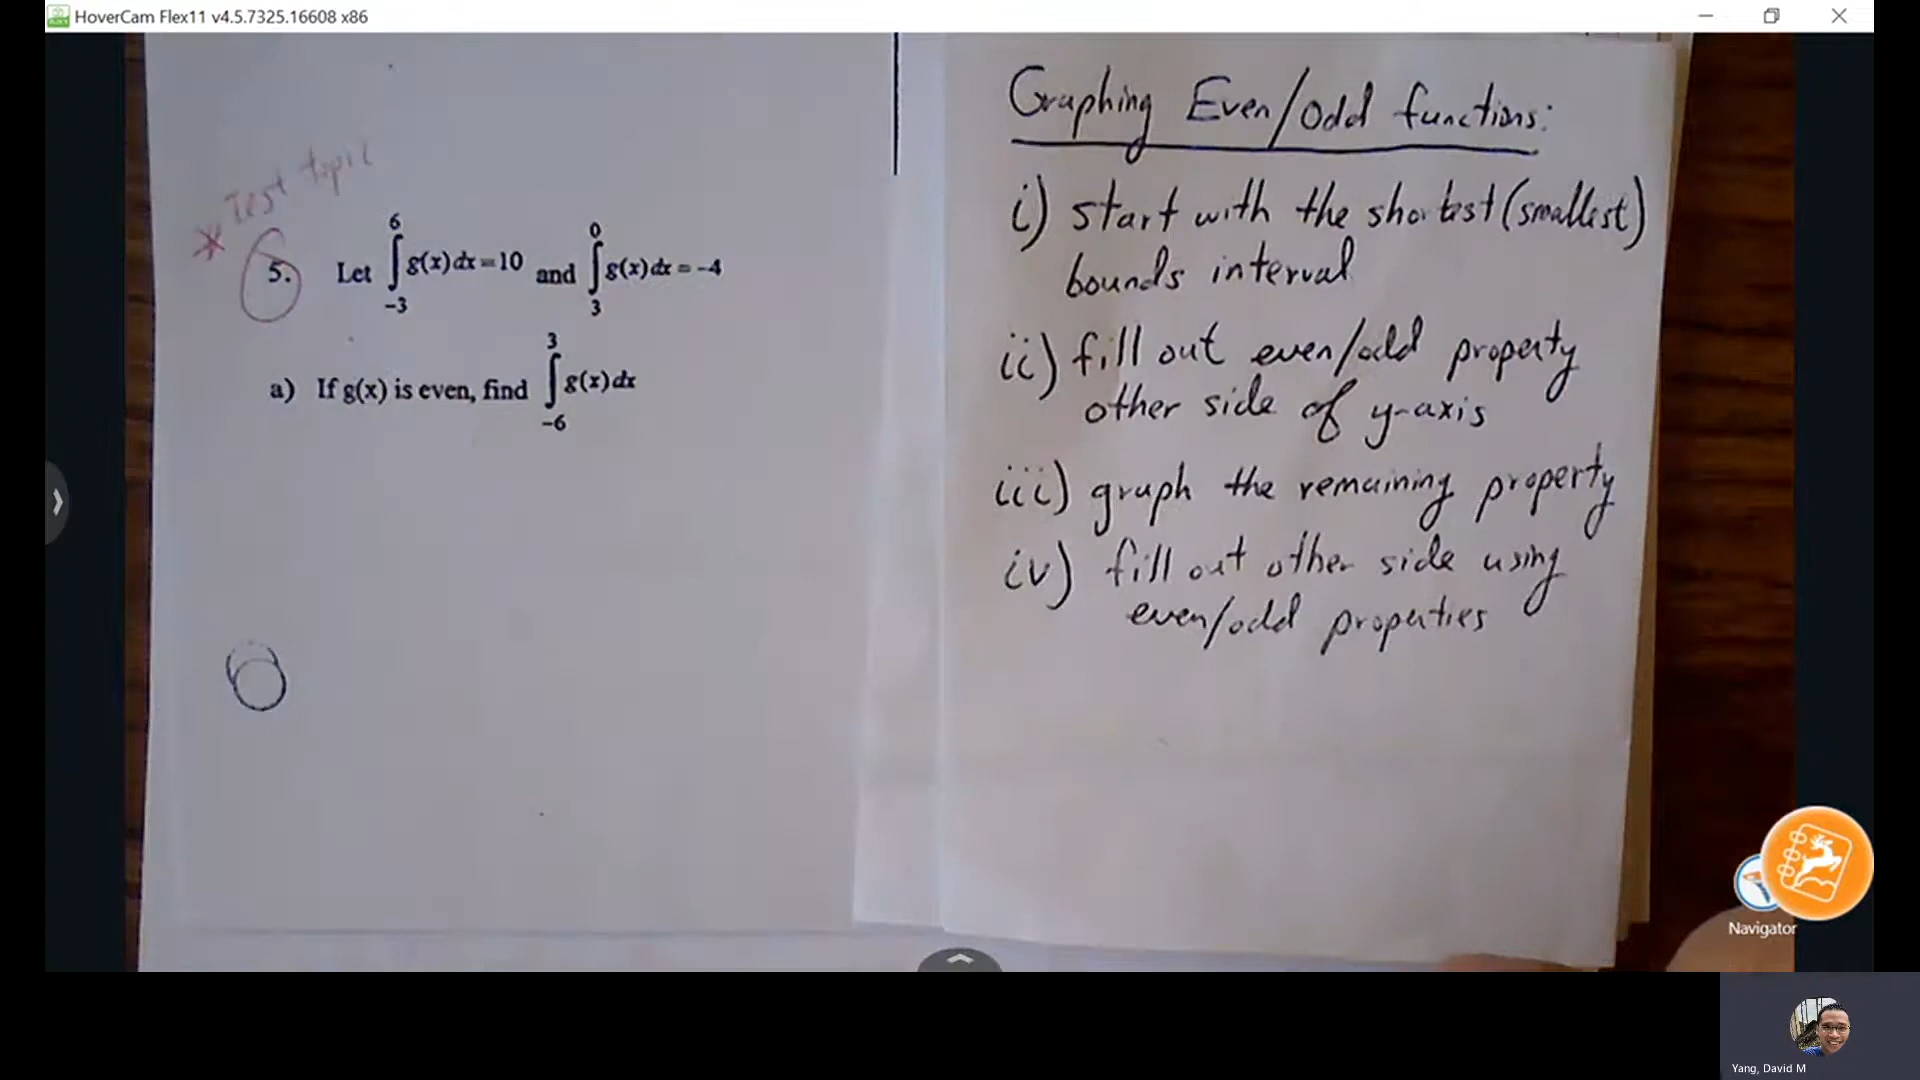 HoverCam Flex11 v4.5.7325.16608 x86
* Test topic
5. Let ∫_{-3}^{6} g(x) dx = 10 and ∫_{3}^{0} g(x) dx = -4
a) If g(x) is even, find ∫_{-6}^{3} g(x) dx
Graphing Even/Odd functions:
i) start with the shortest (smallest)
bounds interval
ii) fill out even/odd property
other side of y-axis
iii) graph the remaining property
iv) fill out other side using
even/odd properties
Navigator
Yang, David M